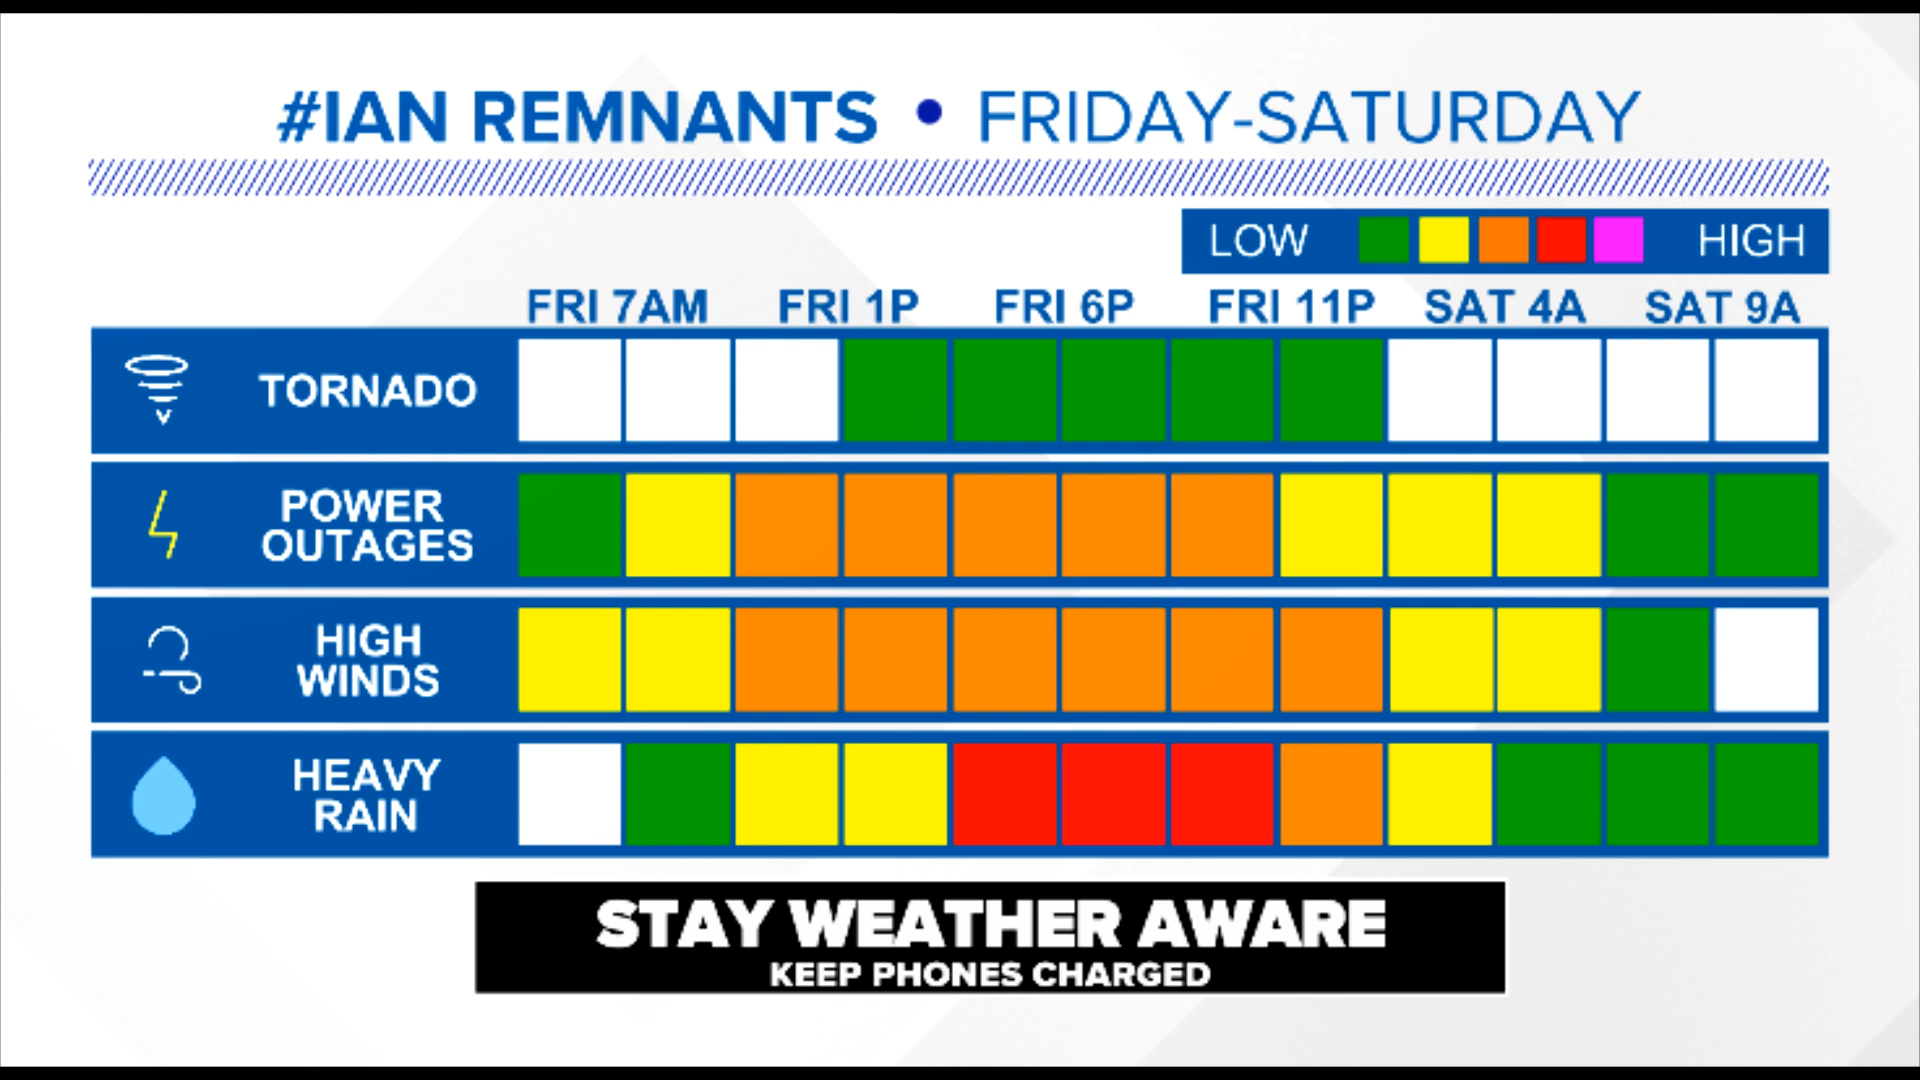 #IAN REMNANTS • FRIDAY-SATURDAY
LOW HIGH
FRI 7AM FRI 1P FRI 6P FRI 11P SAT 4A SAT 9A
TORNADO
POWER
OUTAGES
HIGH
WINDS
HEAVY
RAIN
STAY WEATHER AWARE
KEEP PHONES CHARGED